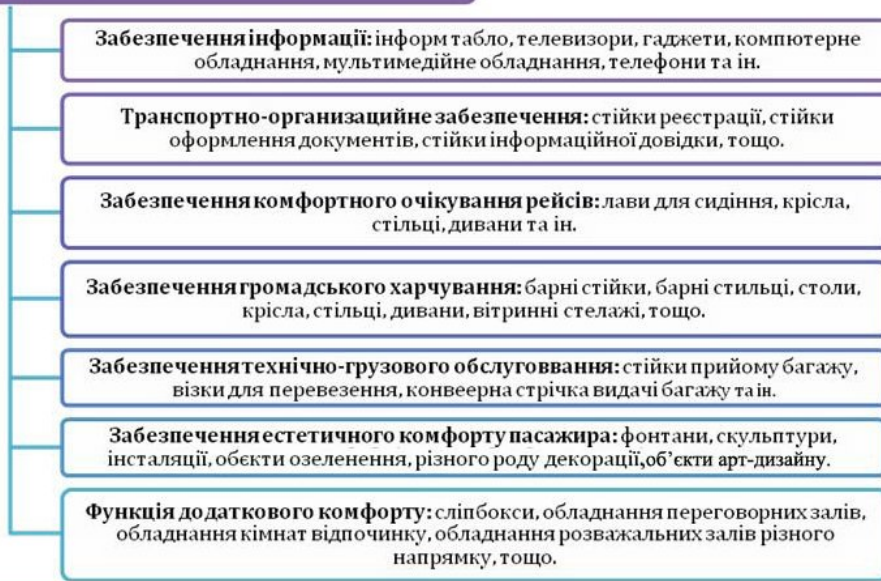 Забезпечення інформації: інформ табло, телевизори, гаджети, компютерне
обладнання, мультимедійне обладнання, телефони та ін.
Транспортно-организаційне забезпечення: стійки реєстрації, стійки
оформлення документів, стійки інформаційної довідки, тощо.
Забезпечення комфортного очікування рейсів: лави для сидіння, крісла,
стільці, дивани та ін.
Забезпечення громадського харчування: барні стійки, барні стильці, столи,
крісла, стільці, дивани, вітринні стелажі, тощо.
Забезпечення технічно-грузового обслуговвання: стійки прийому багажу,
візки для перевезення, конвеерна стрічка видачі багажу та ін.
Забезпечення естетичного комфорту пасажира: фонтани, скульптури,
інсталяції, обєкти озеленення, різного роду декорації,об’єкти арт-дизайну.
Функція додаткового комфорту: сліпбокси, обладнання переговорних залів,
обладнання кімнат відпочинку, обладнання розважальних залів різного
напрямку, тощо.